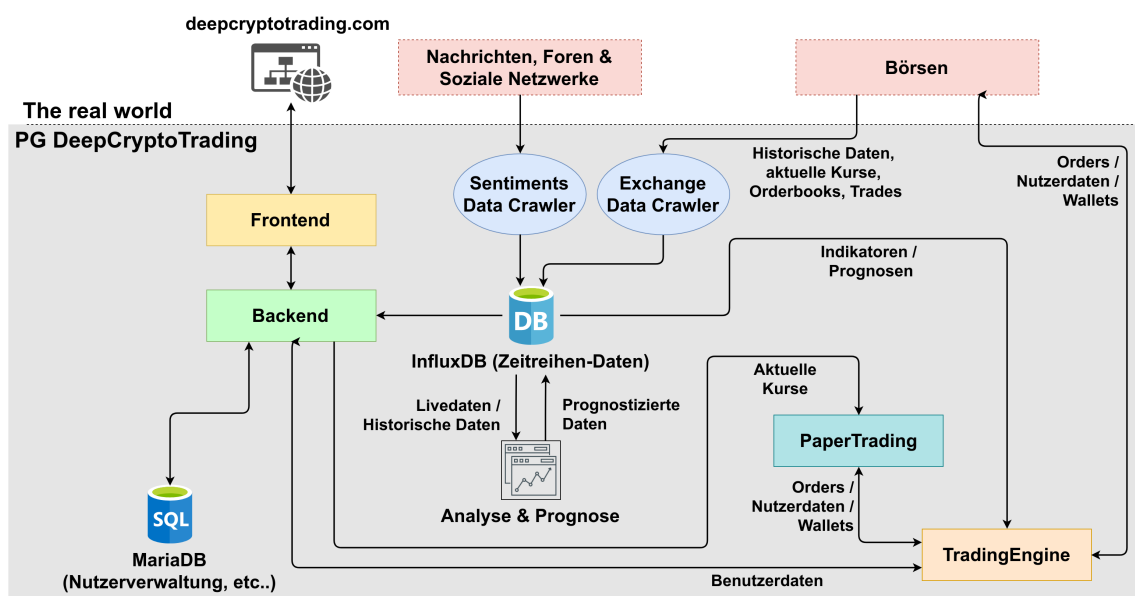 deepcryptotrading.com
Nachrichten, Foren &
Soziale Netzwerke
Börsen
The real world
PG DeepCryptoTrading
Historische Daten,
aktuelle Kurse,
Orderbooks, Trades
Orders /
Nutzerdaten /
Wallets
Sentiments
Data Crawler
Exchange
Data Crawler
Frontend
Indikatoren /
Prognosen
Backend
DB
InfluxDB (Zeitreihen-Daten)
Aktuelle
Kurse
Livedaten /
Historische Daten
Prognostizierte
Daten
PaperTrading
Analyse & Prognose
Orders /
Nutzerdaten /
Wallets
SQL
MariaDB
(Nutzerverwaltung, etc..)
TradingEngine
Benutzerdaten